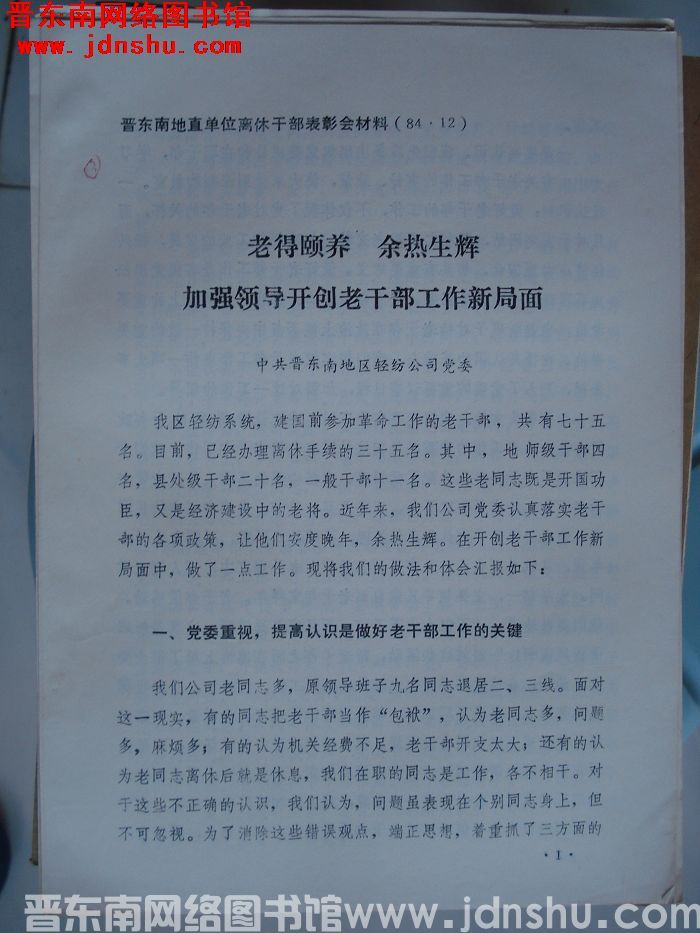 晋东南网络图书馆
www.jdnshu.com
晋东南地直单位离休干部表彰会材料(84·12)
老得颐养 余热生辉
加强领导开创老干部工作新局面
中共晋东南地区轻纺公司党委
我区轻纺系统，建国前参加革命工作的老干部，共有七十五
名。目前，已经办理离休手续的三十五名。其中，地师级干部四
名，县处级干部二十名，一般干部十一名。这些老同志既是开国功
臣，又是经济建设中的老将。近年来，我们公司党委认真落实老干
部的各项政策，让他们安度晚年，余热生辉。在开创老干部工作新
局面中，做了一点工作。现将我们的做法和体会汇报如下：
一、党委重视，提高认识是做好老干部工作的关键
我们公司老同志多，原领导班子九名同志退居二、三线。面对
这一现实，有的同志把老干部当作“包袱”，认为老同志多，问题
多，麻烦多；有的认为机关经费不足，老干部开支太大；还有的认
为老同志离休后就是休息，我们在职的同志是工作，各不相干。对
于这些不正确的认识，我们认为，问题虽表现在个别同志身上，但
不可忽视。为了消除这些错误观点，端正思想，着重抓了三方面的
·1·
晋东南网络图书馆 www.jdnshu.com